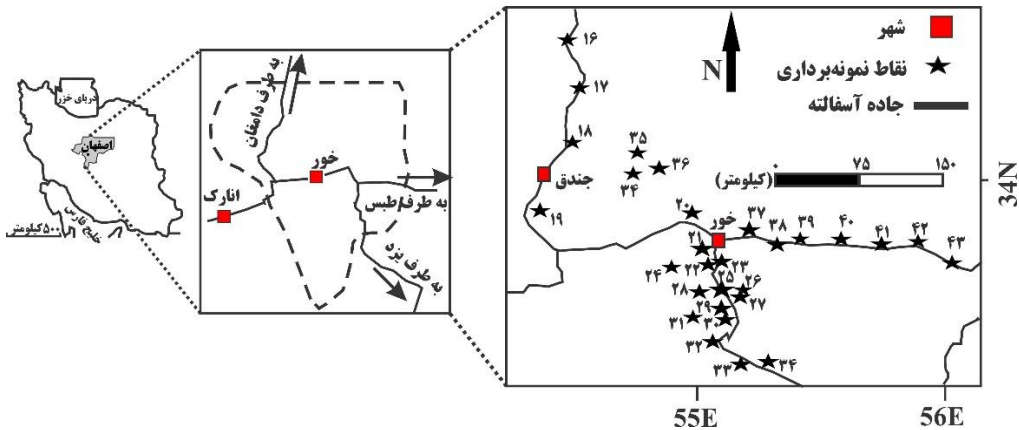 دریای خزر
اصفهان
خلیج فارس
۵۰۰کیلومتر
به طرف دامغان
خور
انارک
به طرف طبس
به طرف یزد
شهر
نقاط نمونه‌برداری
جاده آسفالته
N
۰
۷۵
۱۵۰
(کیلومتر)
34N
۱۶
۱۷
۱۸
۳۵
۳۶
۳۴
جندق
۱۹
۲۰
خور
۳۷
۳۸
۳۹
۴۰
۴۱
۴۲
۴۳
۲۱
۲۲
۲۳
۲۴
۲۵
۲۶
۲۷
۲۸
۲۹
۳۰
۳۱
۳۲
۳۳
۳۴
55E
56E